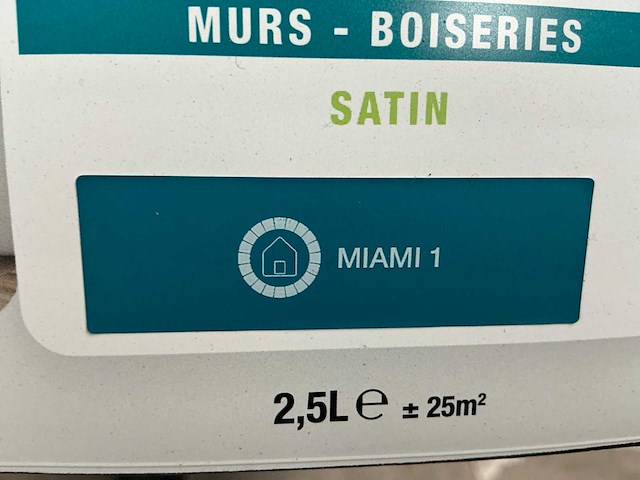 MURS - BOISERIES
SATIN
MIAMI 1
2,5L ℮ ± 25m²